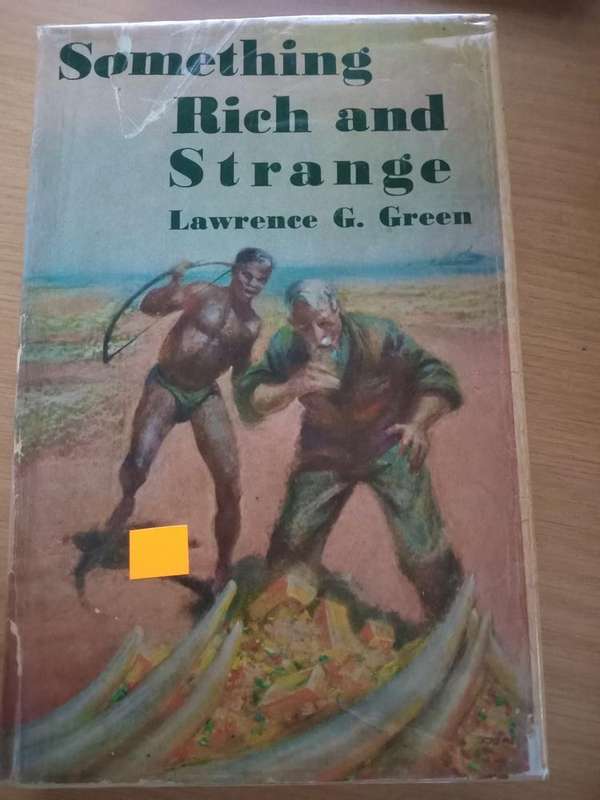 Something
Rich and
Strange
Lawrence G. Green